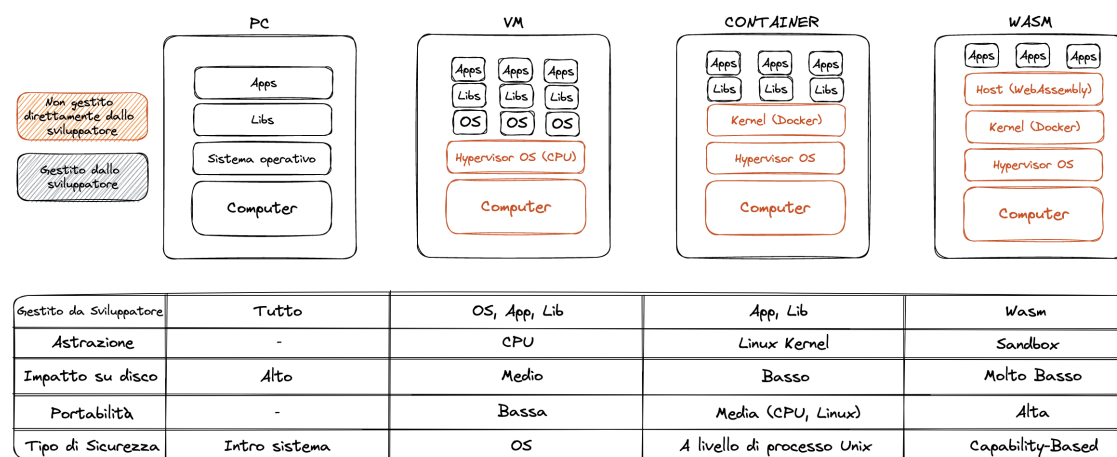 PC
VM
CONTAINER
WASM
Non gestito
direttamente dallo
sviluppatore
Gestito dallo
sviluppatore
Apps
Libs
Sistema operativo
Computer
Apps Apps Apps
Libs Libs Libs
OS OS OS
Hypervisor OS (CPU)
Computer
Apps Apps Apps
Libs Libs Libs
Kernel (Docker)
Hypervisor OS
Computer
Apps Apps Apps
Host (WebAssembly)
Kernel (Docker)
Hypervisor OS
Computer
Gestito da Sviluppatore Tutto OS, App, Lib App, Lib Wasm
Astrazione - CPU Linux Kernel Sandbox
Impatto su disco Alto Medio Basso Molto Basso
Portabilità - Bassa Media (CPU, Linux) Alta
Tipo di Sicurezza Intro sistema OS A livello di processo Unix Capability-Based